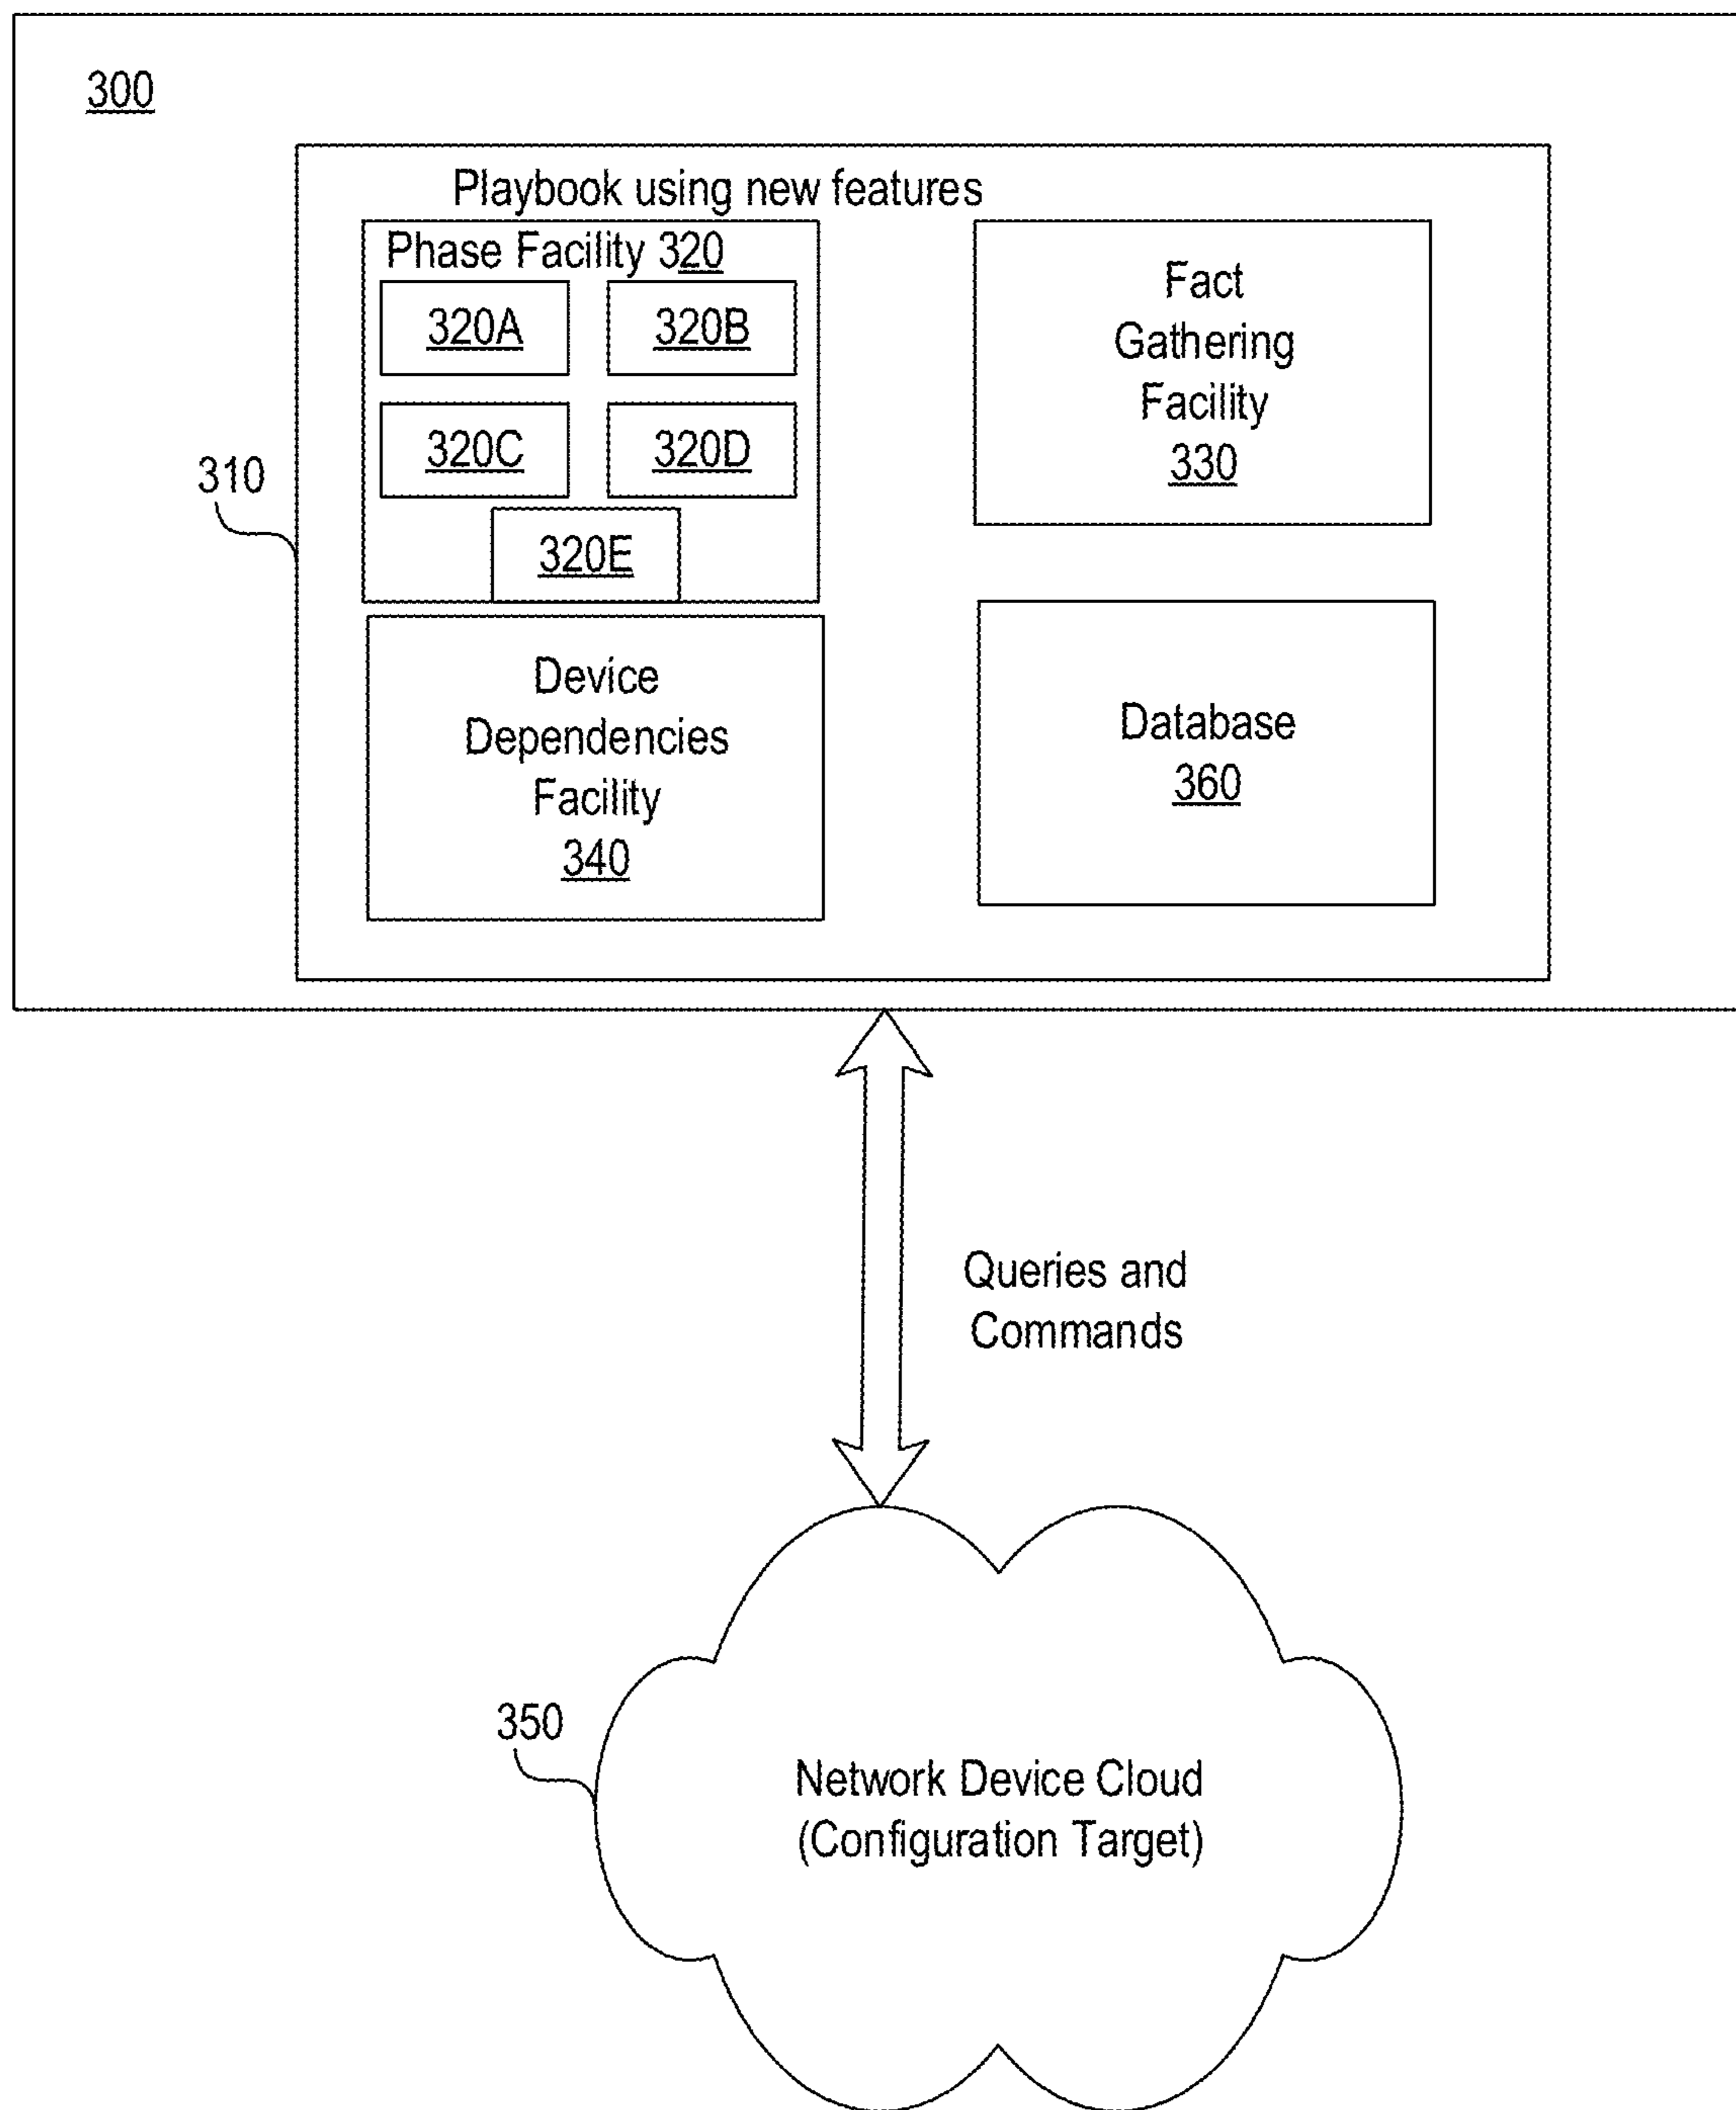 300
Playbook using new features
Phase Facility 320
320A
320B
320C
320D
320E
310
Fact
Gathering
Facility
330
Device
Dependencies
Facility
340
Database
360
Queries and
Commands
350
Network Device Cloud
(Configuration Target)